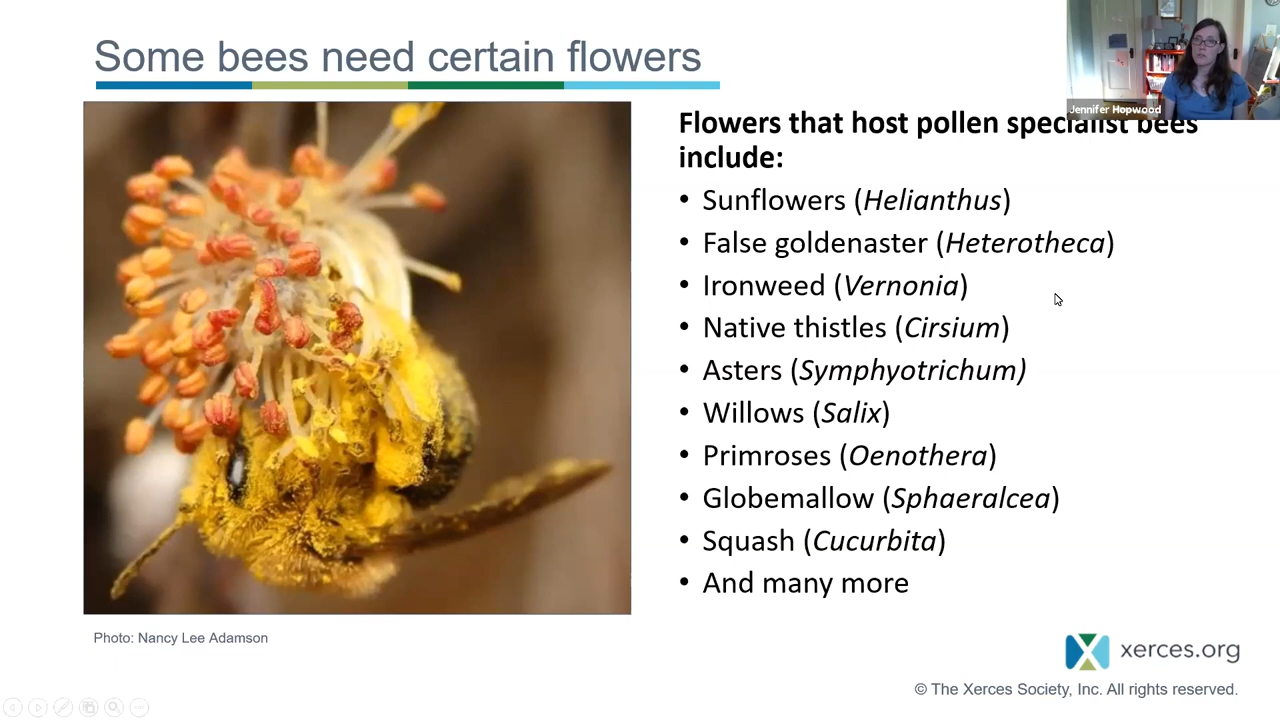 Some bees need certain flowers
Jennifer Hopwood
Flowers that host pollen specialist bees
include:
• Sunflowers (Helianthus)
• False goldenaster (Heterotheca)
• Ironweed (Vernonia)
• Native thistles (Cirsium)
• Asters (Symphyotrichum)
• Willows (Salix)
• Primroses (Oenothera)
• Globemallow (Sphaeralcea)
• Squash (Cucurbita)
• And many more
Photo: Nancy Lee Adamson
xerces.org
© The Xerces Society, Inc. All rights reserved.